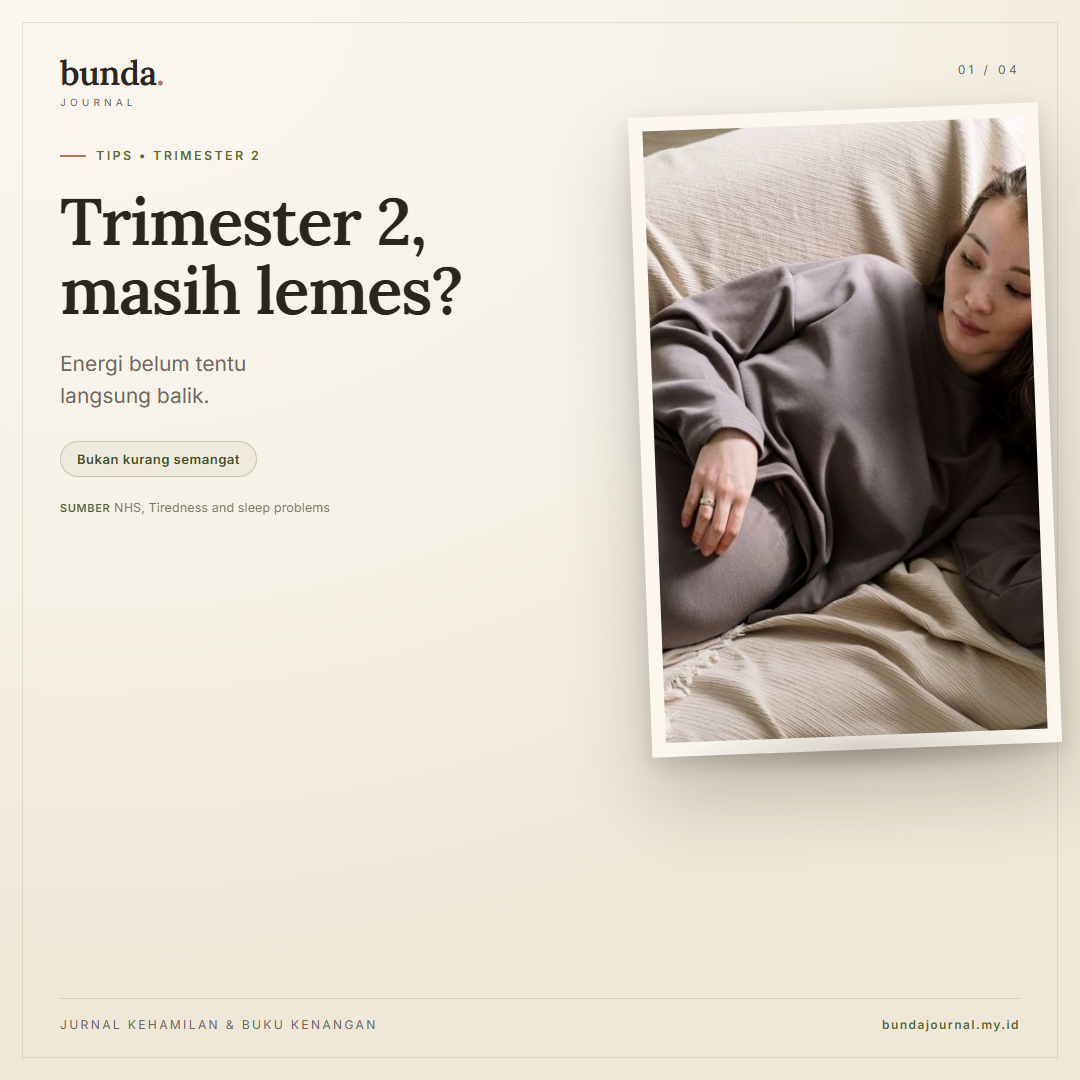 bunda.
JOURNAL
01 / 04
TIPS • TRIMESTER 2
Trimester 2,
masih lemes?
Energi belum tentu
langsung balik.
Bukan kurang semangat
SUMBER NHS, Tiredness and sleep problems
JURNAL KEHAMILAN & BUKU KENANGAN
bundajournal.my.id